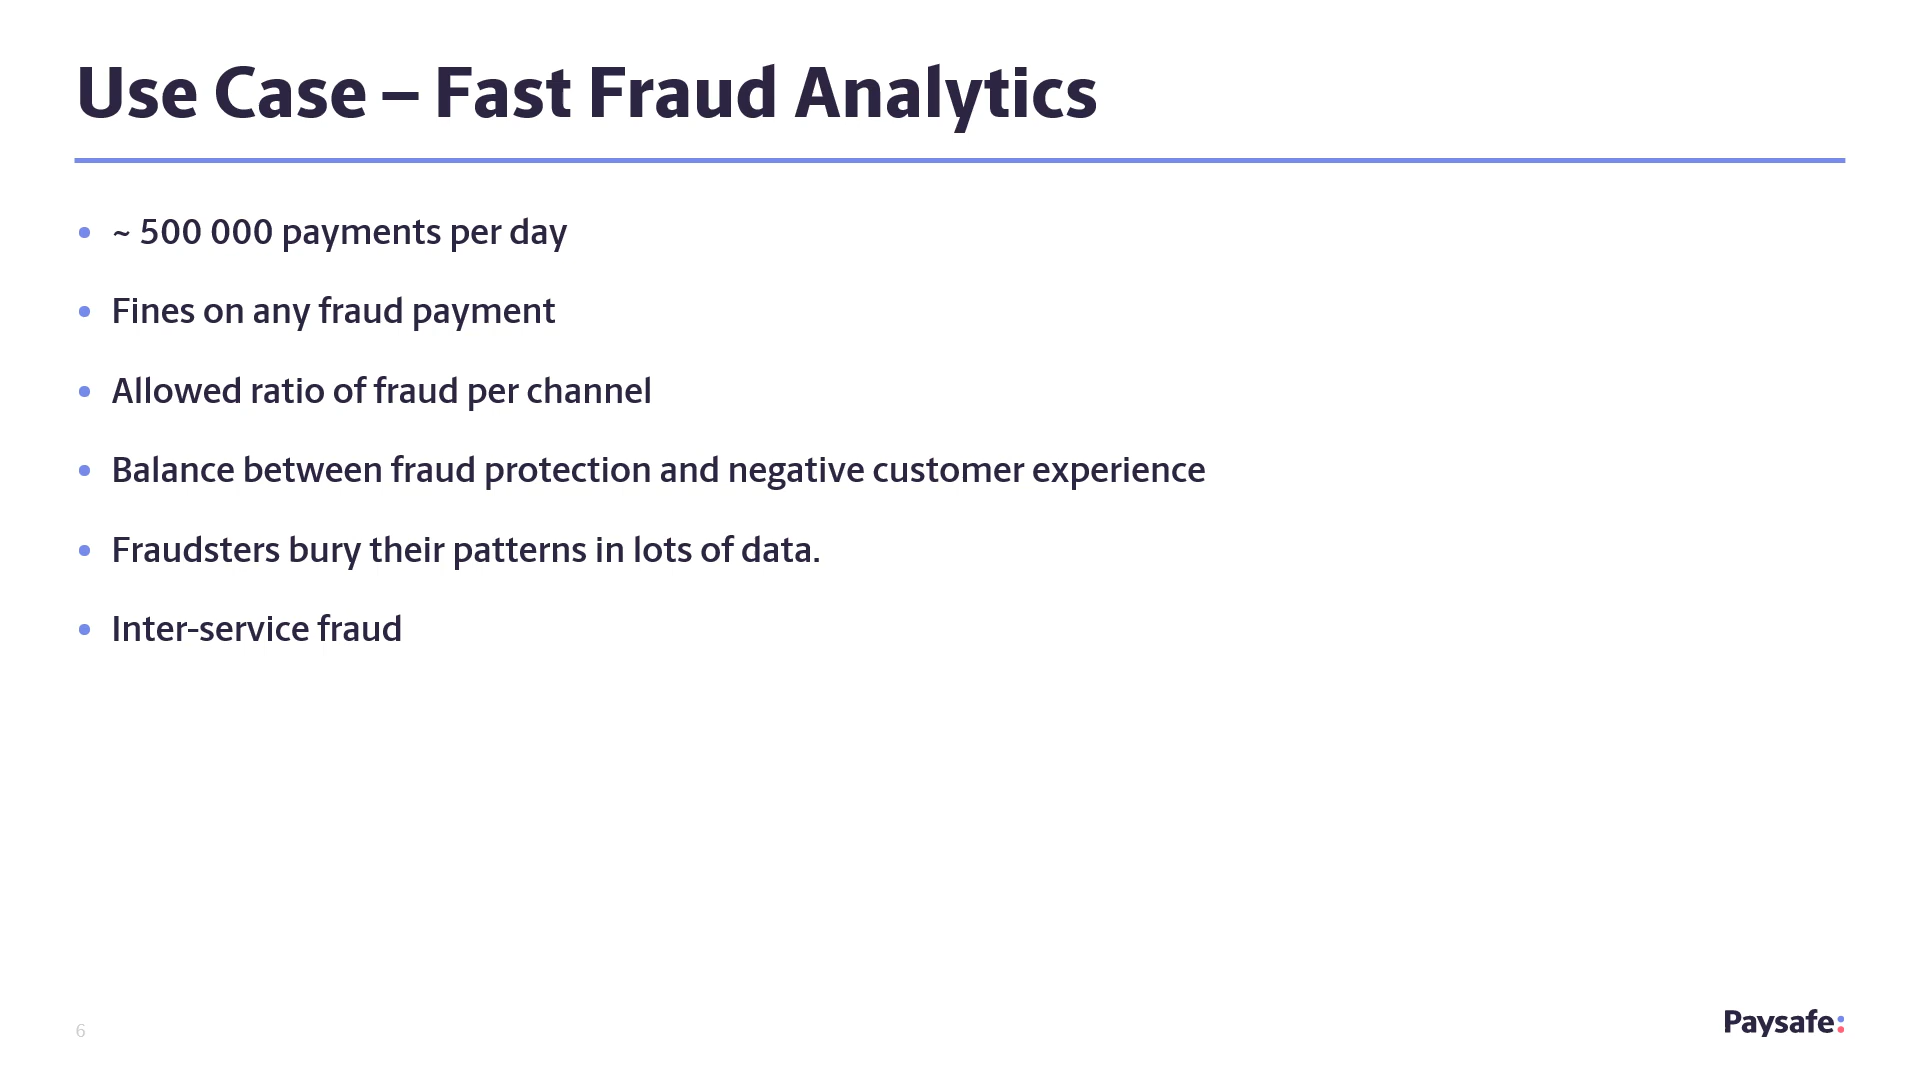 Use Case – Fast Fraud Analytics
• ~ 500 000 payments per day
• Fines on any fraud payment
• Allowed ratio of fraud per channel
• Balance between fraud protection and negative customer experience
• Fraudsters bury their patterns in lots of data.
• Inter-service fraud
6
Paysafe: